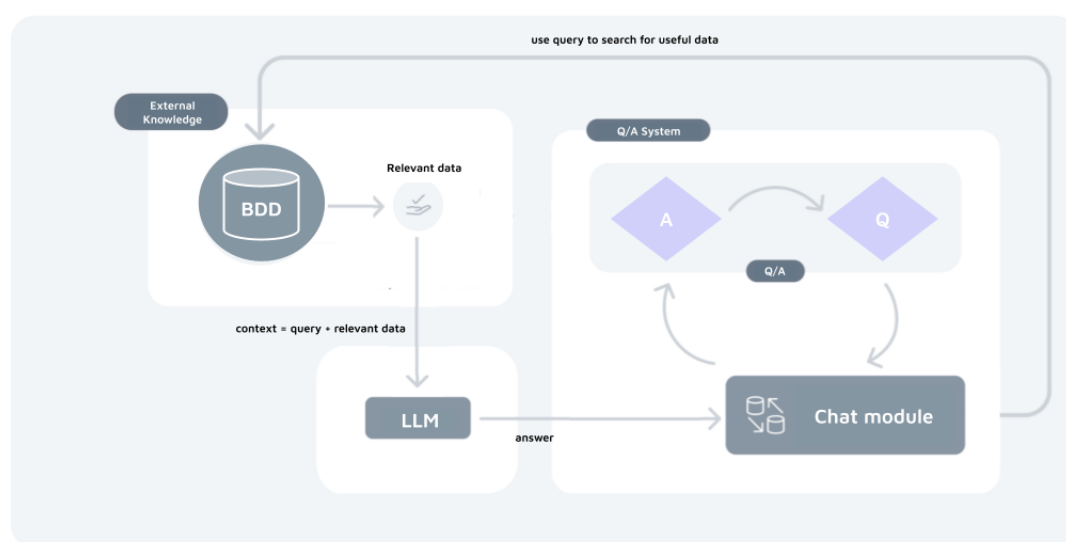 use query to search for useful data
External
Knowledge
Q/A System
Relevant data
BDD
A
Q
Q/A
context = query + relevant data
LLM
answer
Chat module